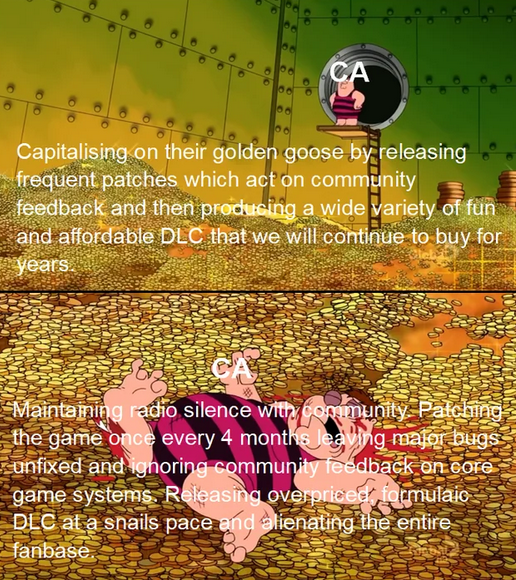 CA
Capitalising on their golden goose by releasing
frequent patches which act on community
feedback and then producing a wide variety of fun
and affordable DLC that we will continue to buy for
years.
CA
Maintaining radio silence with community. Patching
the game once every 4 months leaving major bugs
unfixed and ignoring community feedback on core
game systems. Releasing overpriced, formulaic
DLC at a snails pace and alienating the entire
fanbase.